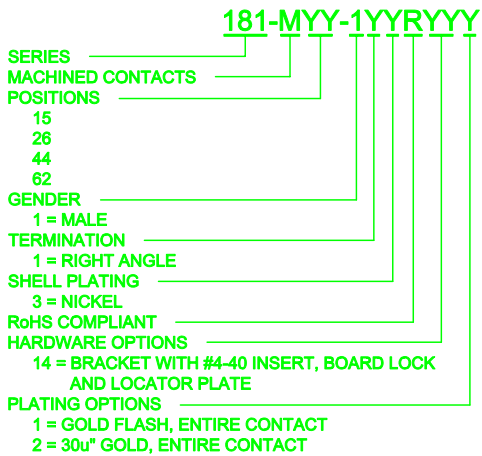 181-MYY-1YYRYYY
SERIES
MACHINED CONTACTS
POSITIONS
15
26
44
62
GENDER
1 = MALE
TERMINATION
1 = RIGHT ANGLE
SHELL PLATING
3 = NICKEL
RoHS COMPLIANT
HARDWARE OPTIONS
14 = BRACKET WITH #4-40 INSERT, BOARD LOCK
AND LOCATOR PLATE
PLATING OPTIONS
1 = GOLD FLASH, ENTIRE CONTACT
2 = 30u" GOLD, ENTIRE CONTACT